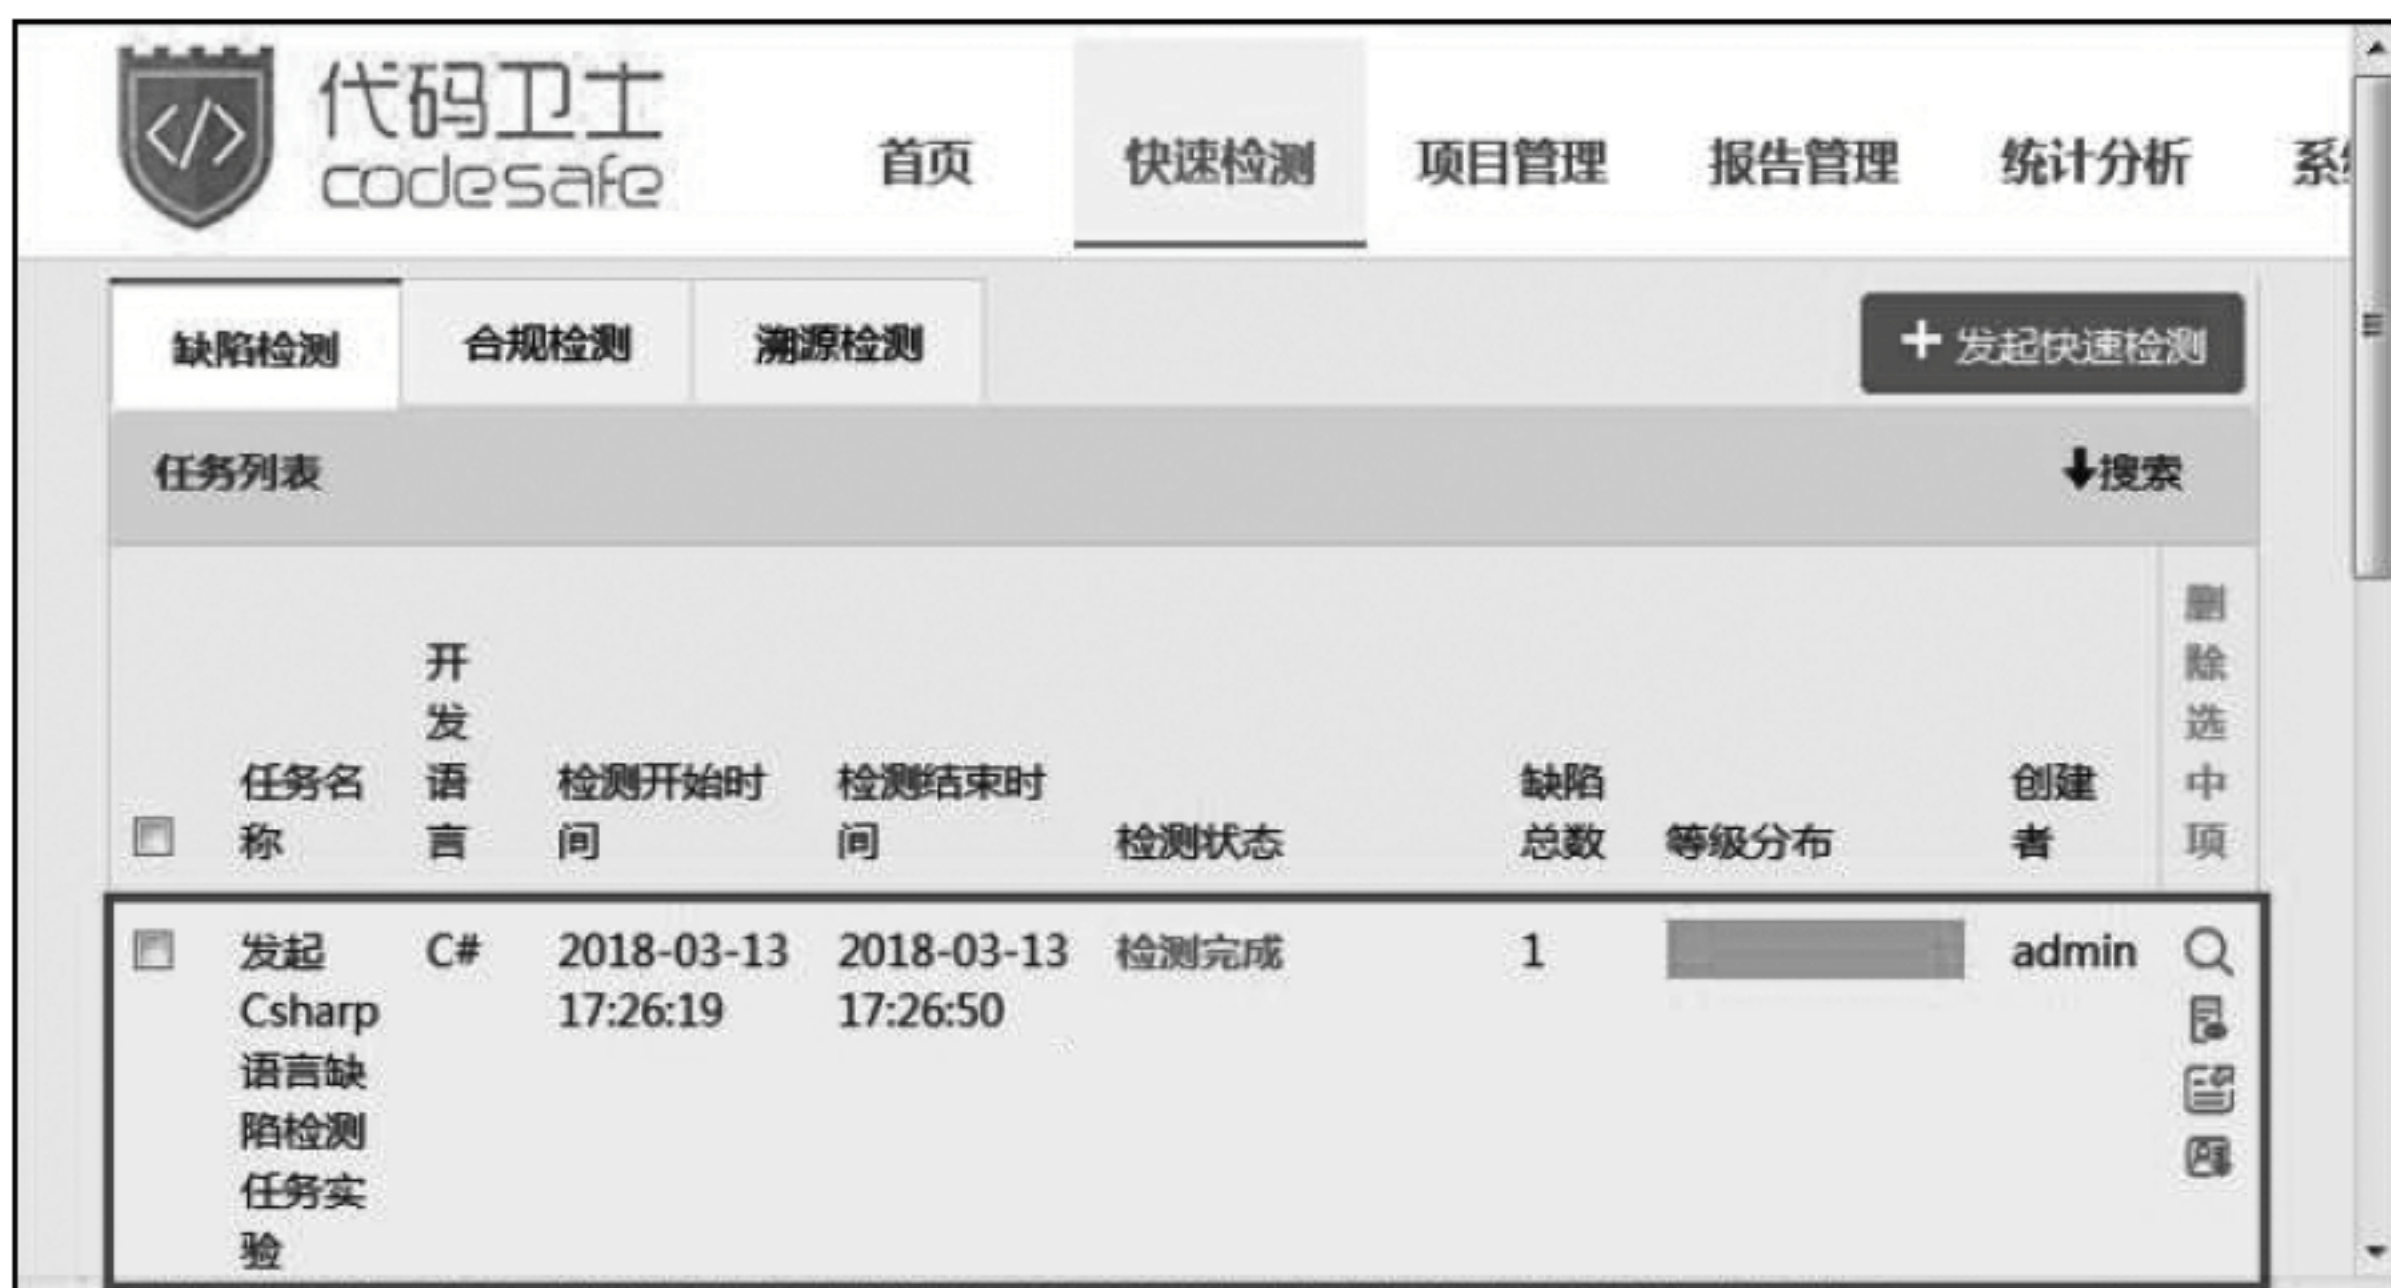 代码卫士
codesafe
首页 快速检测 项目管理 报告管理 统计分析
缺陷检测 合规检测 溯源检测 + 发起快速检测
任务列表 搜索
任务名称
开发语言
检测开始时间
检测结束时间
检测状态
缺陷总数
等级分布
创建者
删除选中项
发起
Csharp
语言缺
陷检测
任务实
验
C#
2018-03-13
17:26:19
2018-03-13
17:26:50
检测完成
1
admin